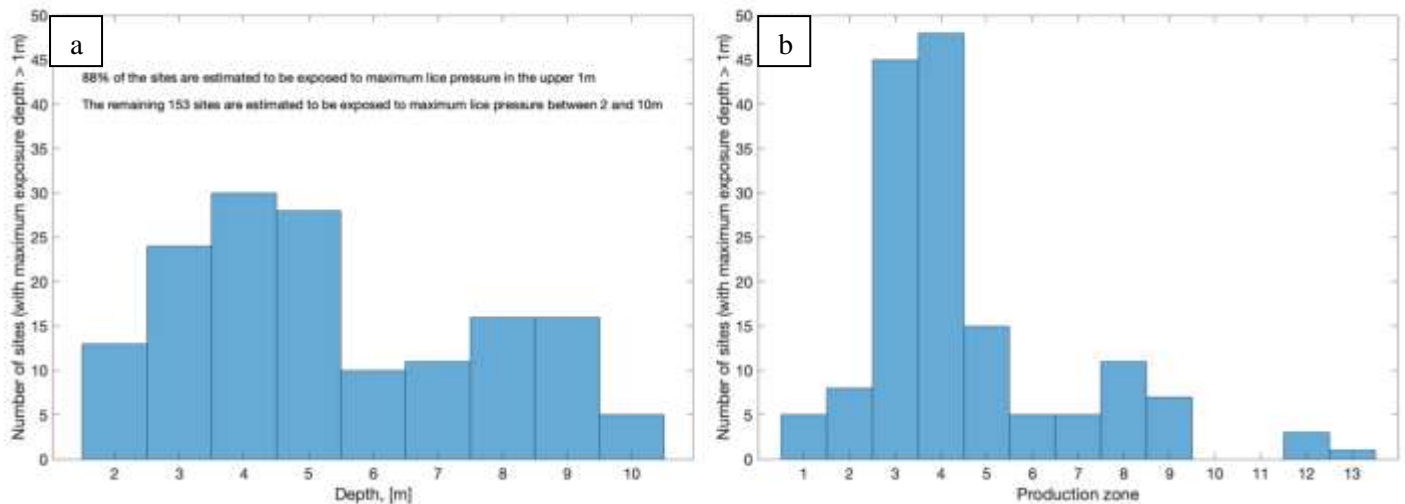 a
88% of the sites are estimated to be exposed to maximum lice pressure in the upper 1m
The remaining 153 sites are estimated to be exposed to maximum lice pressure between 2 and 10m
Number of sites (with maximum exposure depth > 1m)
50
45
40
35
30
25
20
15
10
5
0
2 3 4 5 6 7 8 9 10
Depth, [m]
b
Number of sites (with maximum exposure depth > 1m)
50
45
40
35
30
25
20
15
10
5
0
1 2 3 4 5 6 7 8 9 10 11 12 13
Production zone